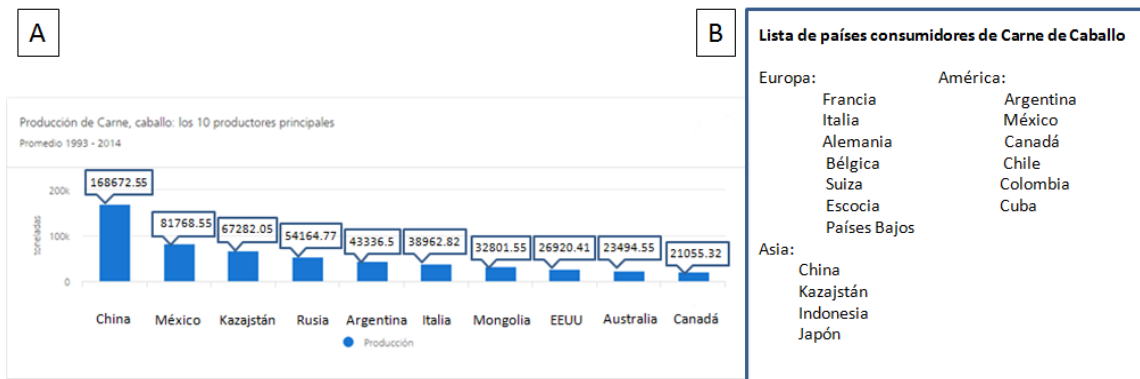 A
Producción de Carne, caballo: los 10 productores principales
Promedio 1993 - 2014
toneladas
200k
100k
0
168672.55
81768.55
67282.05
54164.77
43336.5
38962.82
32801.55
26920.41
23494.55
21055.32
China México Kazajstán Rusia Argentina Italia Mongolia EEUU Australia Canadá
Producción
B
Lista de países consumidores de Carne de Caballo
Europa:
Francia
Italia
Alemania
Bélgica
Suiza
Escocia
Países Bajos
América:
Argentina
México
Canadá
Chile
Colombia
Cuba
Asia:
China
Kazajstán
Indonesia
Japón